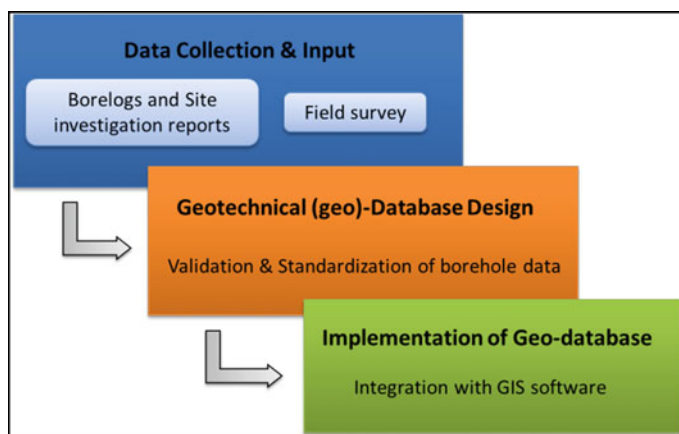 Data Collection & Input
Borelogs and Site
investigation reports
Field survey
Geotechnical (geo)-Database Design
Validation & Standardization of borehole data
Implementation of Geo-database
Integration with GIS software